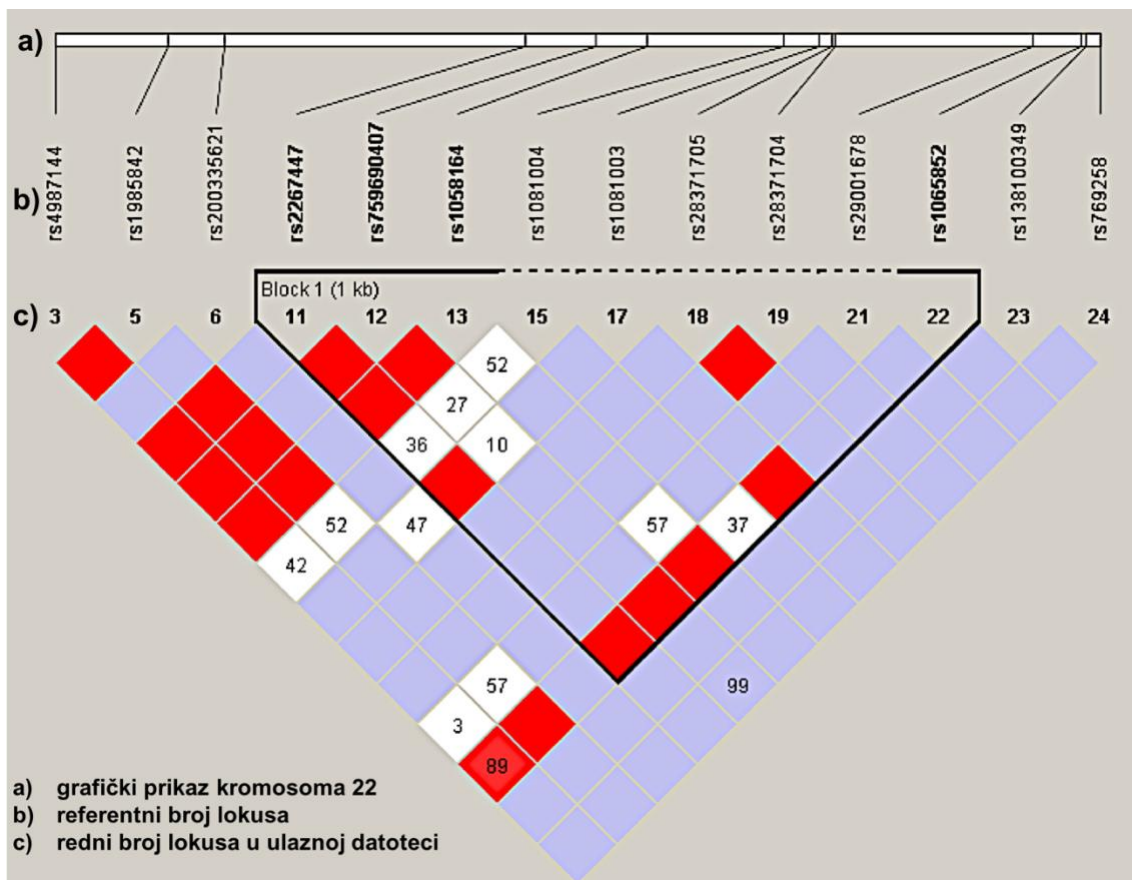 a)
b) rs4987144 rs1985842 rs200335621 rs2267447 rs759690407 rs1058164 rs1081004 rs1081003 rs28371705 rs28371704 rs29001678 rs1065852 rs138100349 rs769258
Block 1 (1 kb)
c) 3 5 6 11 12 13 15 17 18 19 21 22 23 24
52
27
36 10
52 47 57 37
42
57 99
3
89
a) grafički prikaz kromosoma 22
b) referentni broj lokusa
c) redni broj lokusa u ulaznoj datoteci